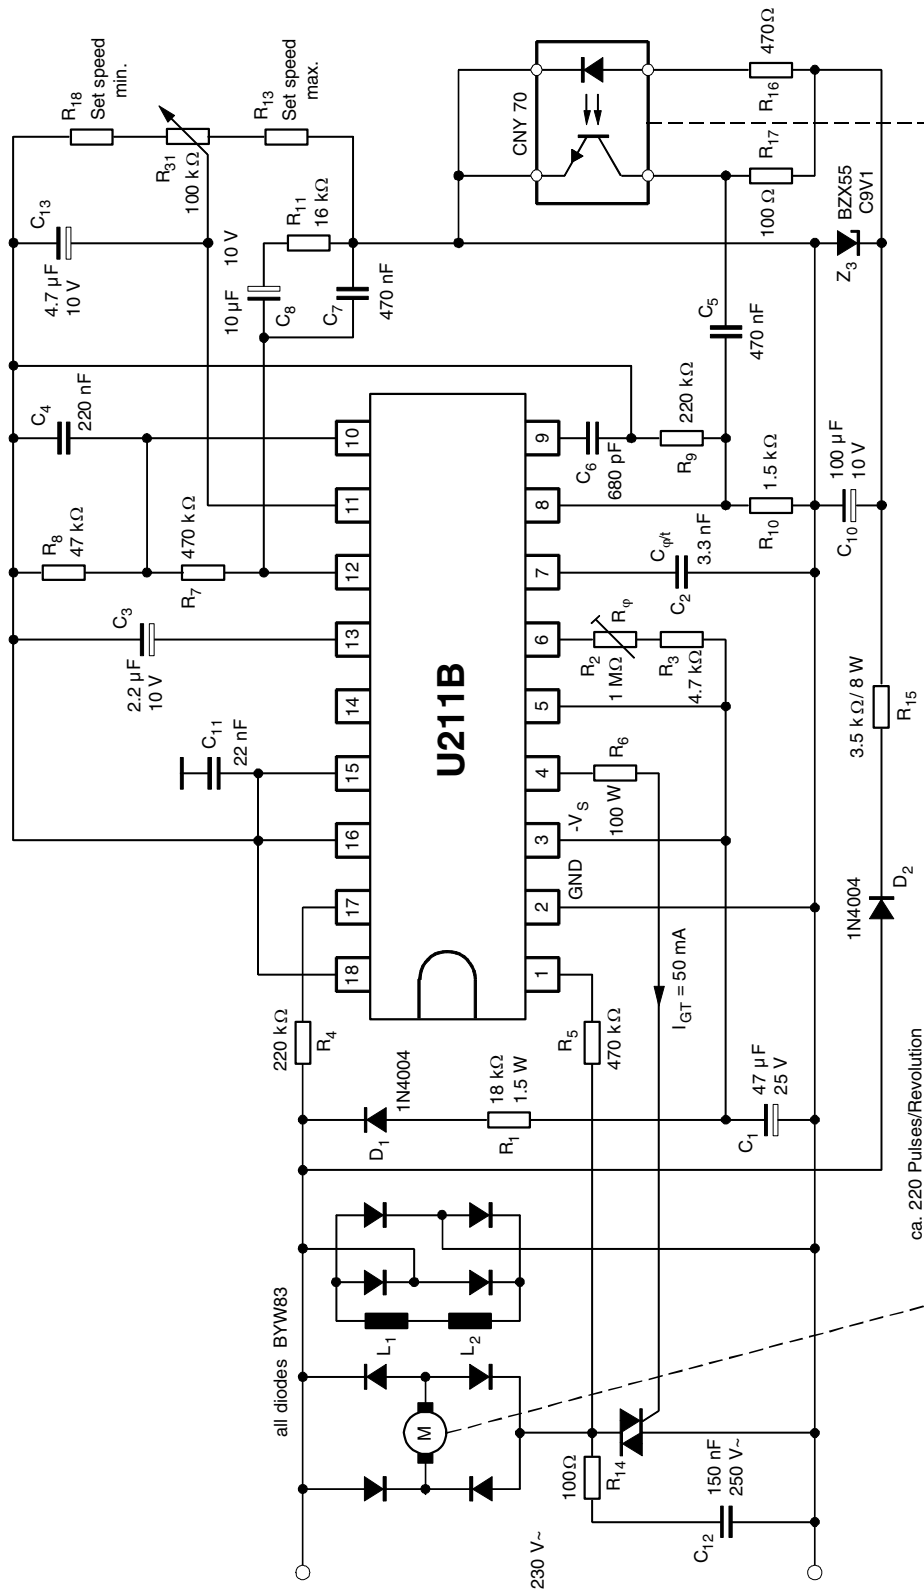 230 V~
all diodes BYW83
M
L1
L2
R14
100Ω
C12
150 nF
250 V~
D1
1N4004
R1
18 kΩ
1.5 W
220 kΩ
R4
R5
470 kΩ
IGT = 50 mA
C1
47 µF
25 V
ca. 220 Pulses/Revolution
18
17
16
15
14
13
12
11
10
U211B
1
2
3
4
5
6
7
8
9
GND
-VS
C11
22 nF
2.2 µF
10 V
C3
R8
47 kΩ
R7
470 kΩ
C4
220 nF
4.7 µF
10 V
C13
R18
Set speed
min.
R31
100 kΩ
R13
Set speed
max.
10 V
10 µF
C8
R11
16 kΩ
C7
470 nF
100 W
R6
R2
1 MΩ
Rφ
R3
4.7 kΩ
C2
3.3 nF
Cφ/t
C6
680 pF
R9
220 kΩ
R10
1.5 kΩ
C5
470 nF
C10
100 µF
10 V
1N4004
D2
3.5 kΩ/ 8 W
R15
CNY 70
100 Ω
R17
R16
470 Ω
Z3
BZX55
C9V1